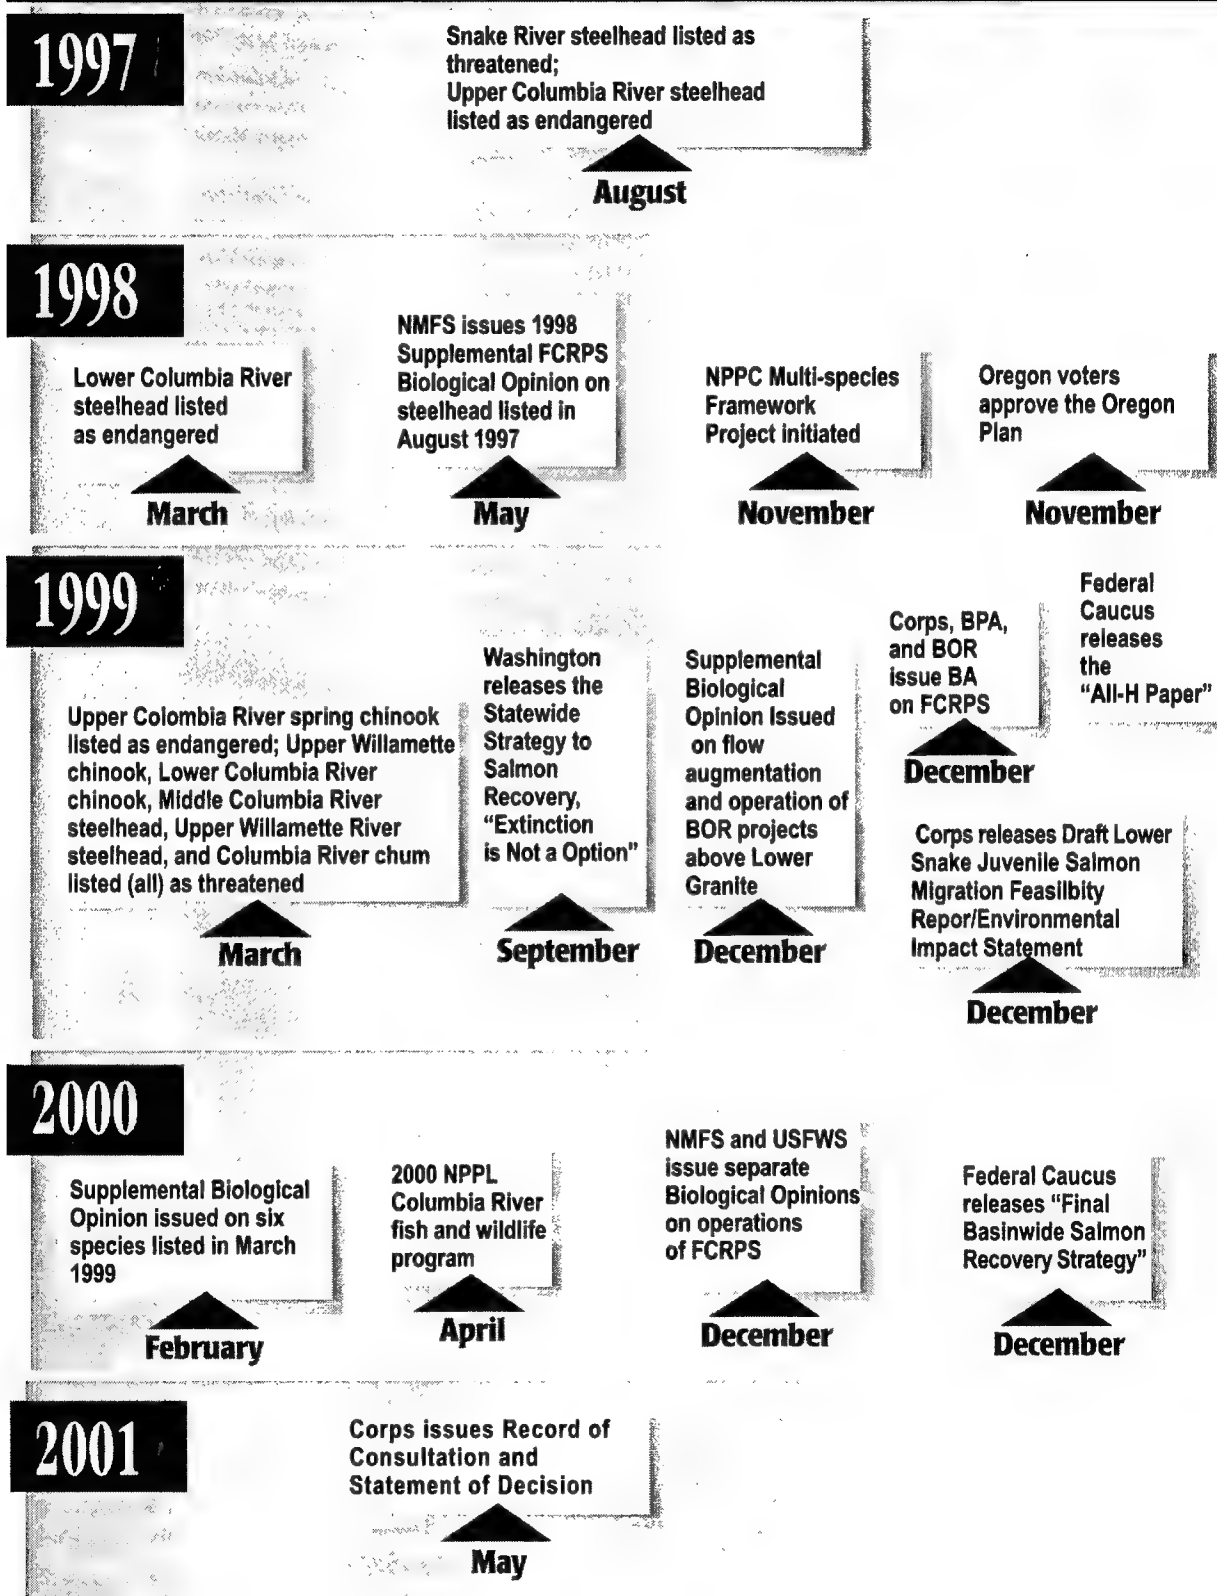 1997
Snake River steelhead listed as
threatened;
Upper Columbia River steelhead
listed as endangered
August
1998
Lower Columbia River
steelhead listed
as endangered
March
NMFS issues 1998
Supplemental FCRPS
Biological Opinion on
steelhead listed in
August 1997
May
NPPC Multi-species
Framework
Project initiated
November
Oregon voters
approve the Oregon
Plan
November
1999
Upper Colombia River spring chinook
listed as endangered; Upper Willamette
chinook, Lower Columbia River
chinook, Middle Columbia River
steelhead, Upper Willamette River
steelhead, and Columbia River chum
listed (all) as threatened
March
Washington
releases the
Statewide
Strategy to
Salmon
Recovery,
“Extinction
is Not a Option”
September
Supplemental
Biological
Opinion Issued
on flow
augmentation
and operation of
BOR projects
above Lower
Granite
December
Corps, BPA,
and BOR
issue BA
on FCRPS
December
Federal
Caucus
releases
the
“All-H Paper”
Corps releases Draft Lower
Snake Juvenile Salmon
Migration Feasilbity
Repor/Environmental
Impact Statement
December
2000
Supplemental Biological
Opinion issued on six
species listed in March
1999
February
2000 NPPL
Columbia River
fish and wildlife
program
April
NMFS and USFWS
issue separate
Biological Opinions
on operations
of FCRPS
December
Federal Caucus
releases “Final
Basinwide Salmon
Recovery Strategy”
December
2001
Corps issues Record of
Consultation and
Statement of Decision
May